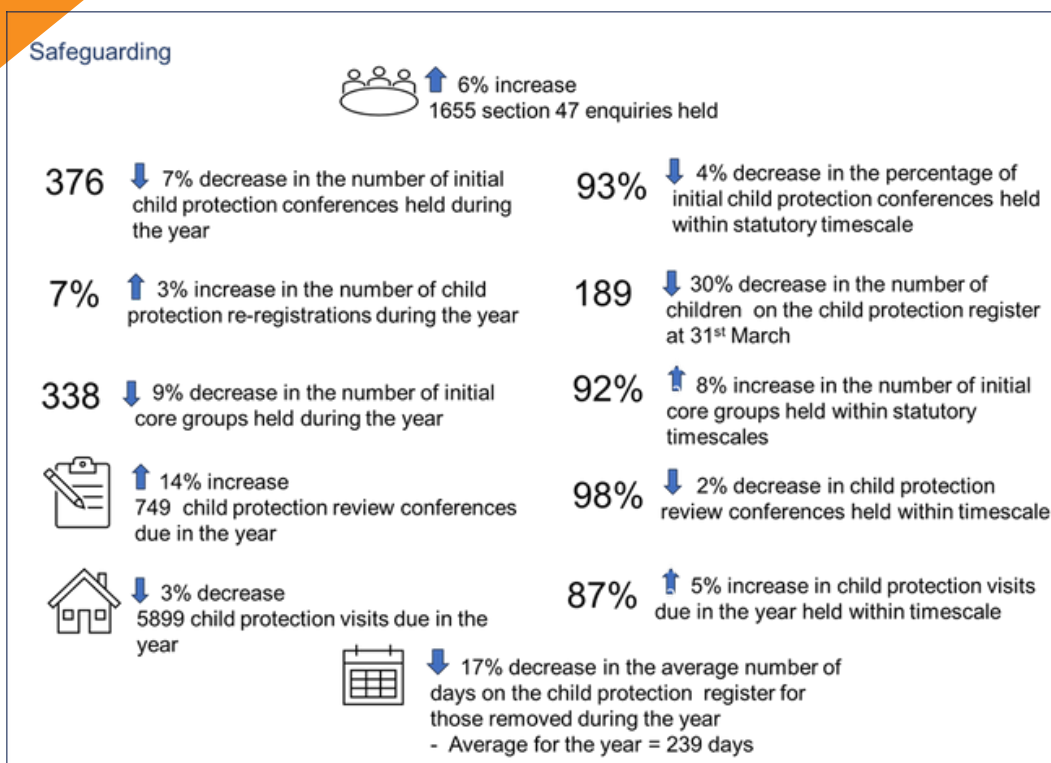 Safeguarding
6% increase
1655 section 47 enquiries held
376
7% decrease in the number of initial
child protection conferences held during
the year
93%
4% decrease in the percentage of
initial child protection conferences held
within statutory timescale
7%
3% increase in the number of child
protection re-registrations during the year
189
30% decrease in the number of
children on the child protection register
at 31st March
338
9% decrease in the number of initial
core groups held during the year
92%
8% increase in the number of initial
core groups held within statutory
timescales
14% increase
749 child protection review conferences
due in the year
98%
2% decrease in child protection
review conferences held within timescale
3% decrease
5899 child protection visits due in the
year
87%
5% increase in child protection visits
due in the year held within timescale
17% decrease in the average number of
days on the child protection register for
those removed during the year
- Average for the year = 239 days